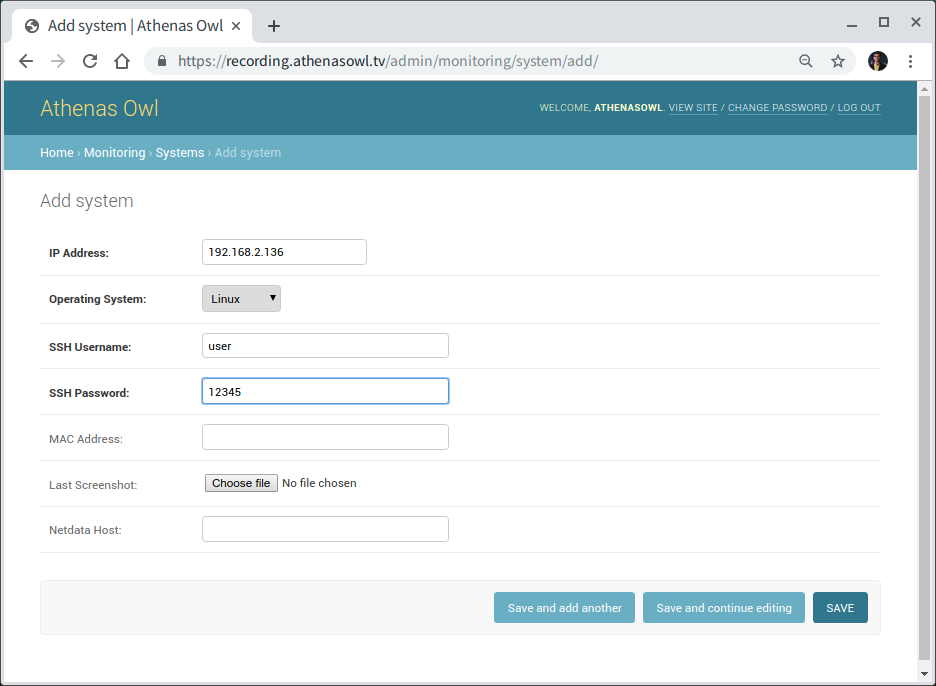 Add system | Athenas Owl
https://recording.athenasowl.tv/admin/monitoring/system/add/
Athenas Owl
WELCOME, ATHENASOWL. VIEW SITE / CHANGE PASSWORD / LOG OUT
Home › Monitoring › Systems › Add system
Add system
IP Address: 192.168.2.136
Operating System: Linux
SSH Username: user
SSH Password: 12345
MAC Address:
Last Screenshot: Choose file No file chosen
Netdata Host:
Save and add another Save and continue editing SAVE